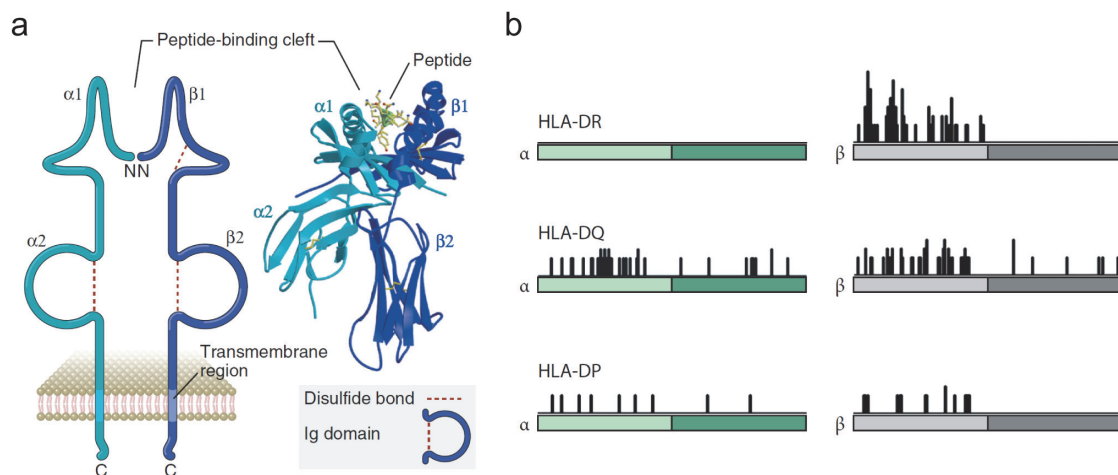 a
Peptide-binding cleft
Peptide
α1
β1
α1
β1
NN
α2
β2
α2
β2
Transmembrane
region
Disulfide bond
Ig domain
C
C
b
HLA-DR
α
β
HLA-DQ
α
β
HLA-DP
α
β